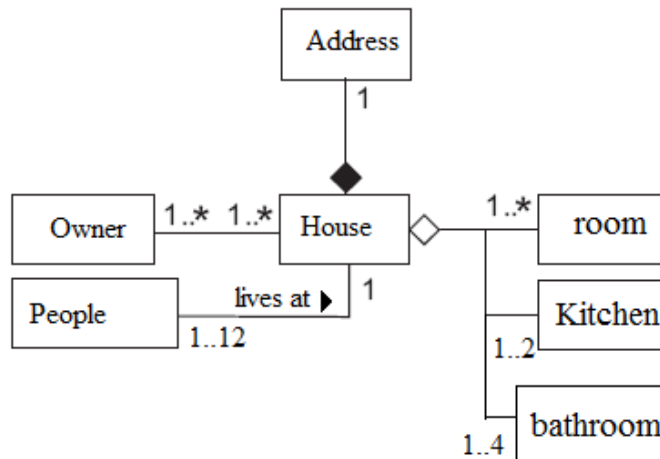 Address
1
Owner
1..*
1..*
House
1..*
room
People
lives at
1
1..12
Kitchen
1..2
bathroom
1..4